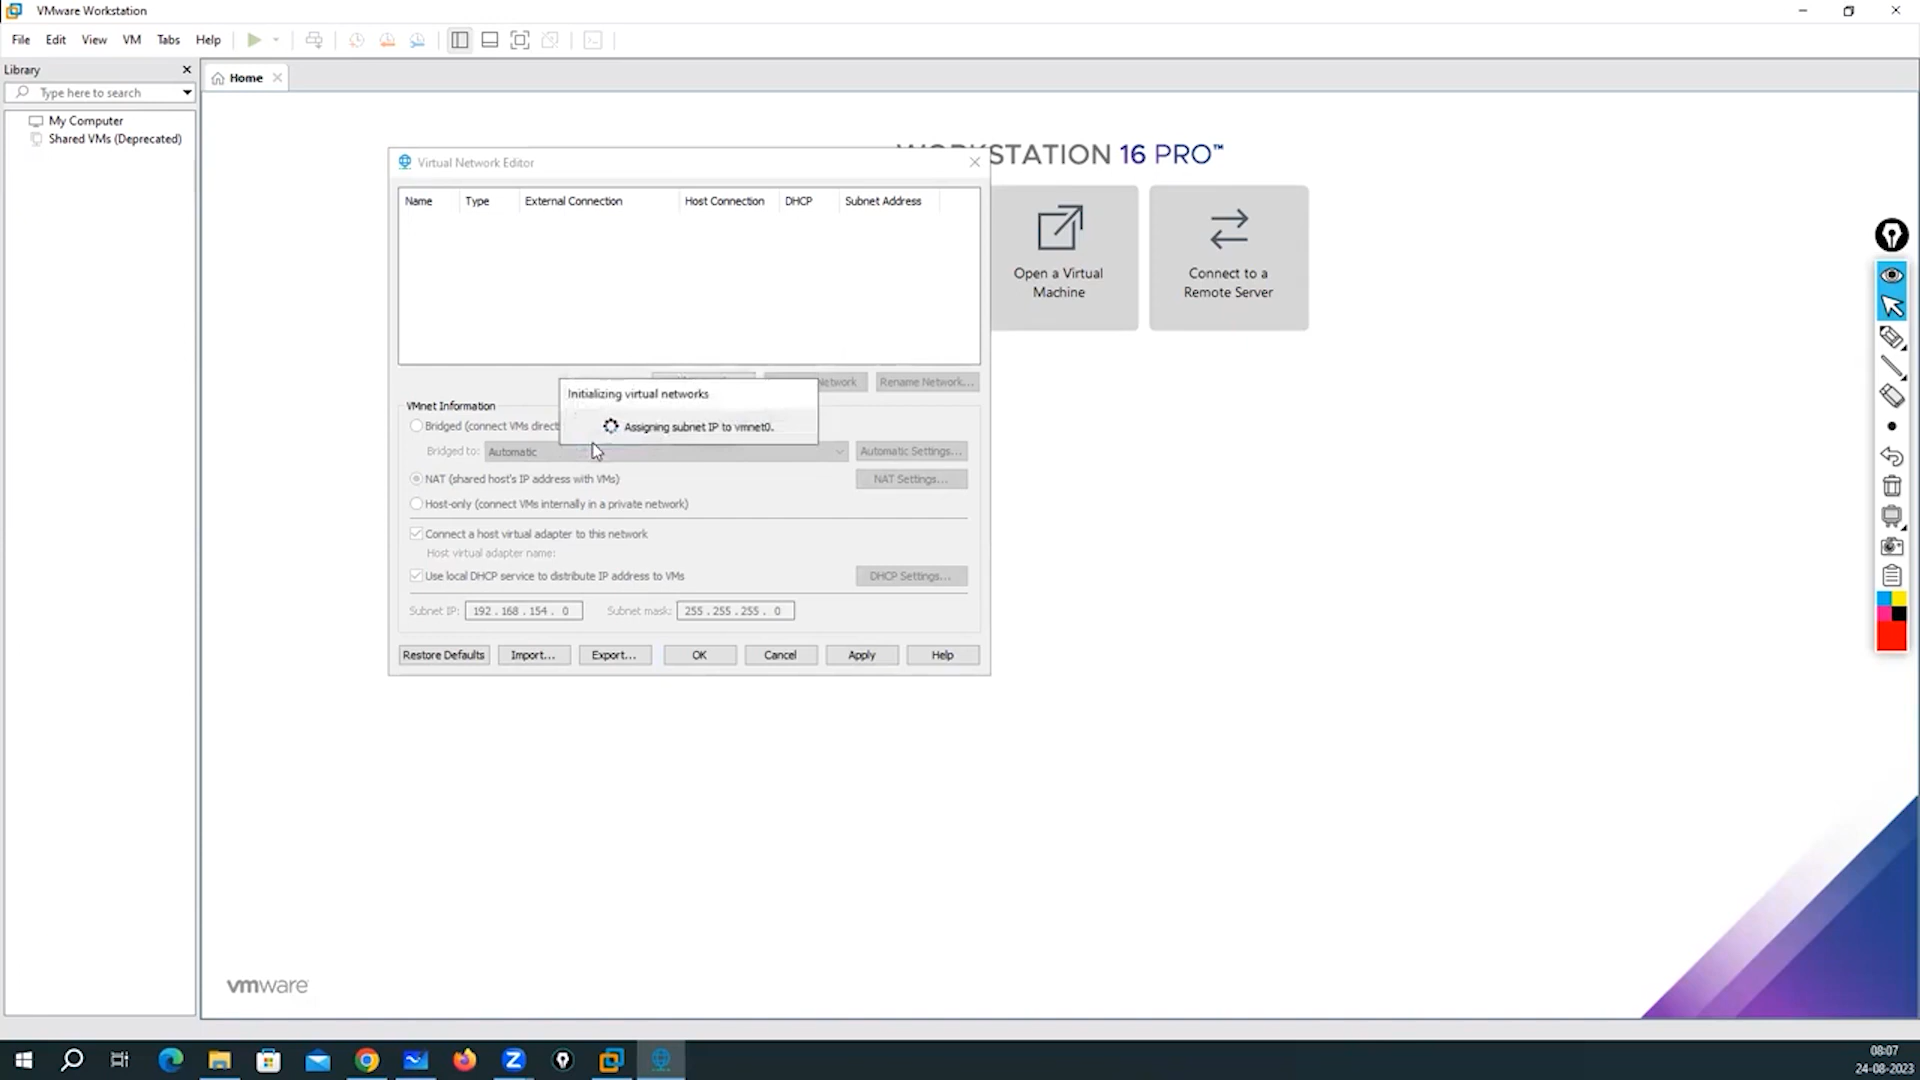 VMware Workstation
File Edit View VM Tabs Help
Library
Type here to search
My Computer
Shared VMs (Deprecated)
Home
STATION 16 PRO™
Open a Virtual
Machine
Connect to a
Remote Server
Virtual Network Editor
Name Type External Connection Host Connection DHCP Subnet Address
Rename Network...
VMnet Information
Initializing virtual networks
Assigning subnet IP to vmnet0.
Bridged (connect VMs direct
Bridged to: Automatic Automatic Settings...
NAT (shared host's IP address with VMs) NAT Settings...
Host-only (connect VMs internally in a private network)
Connect a host virtual adapter to this network
Host virtual adapter name:
Use local DHCP service to distribute IP address to VMs DHCP Settings...
Subnet IP: 192 . 168 . 154 . 0 Subnet mask: 255 . 255 . 255 . 0
Restore Defaults Import... Export... OK Cancel Apply Help
vmware
08:07
24-08-2023